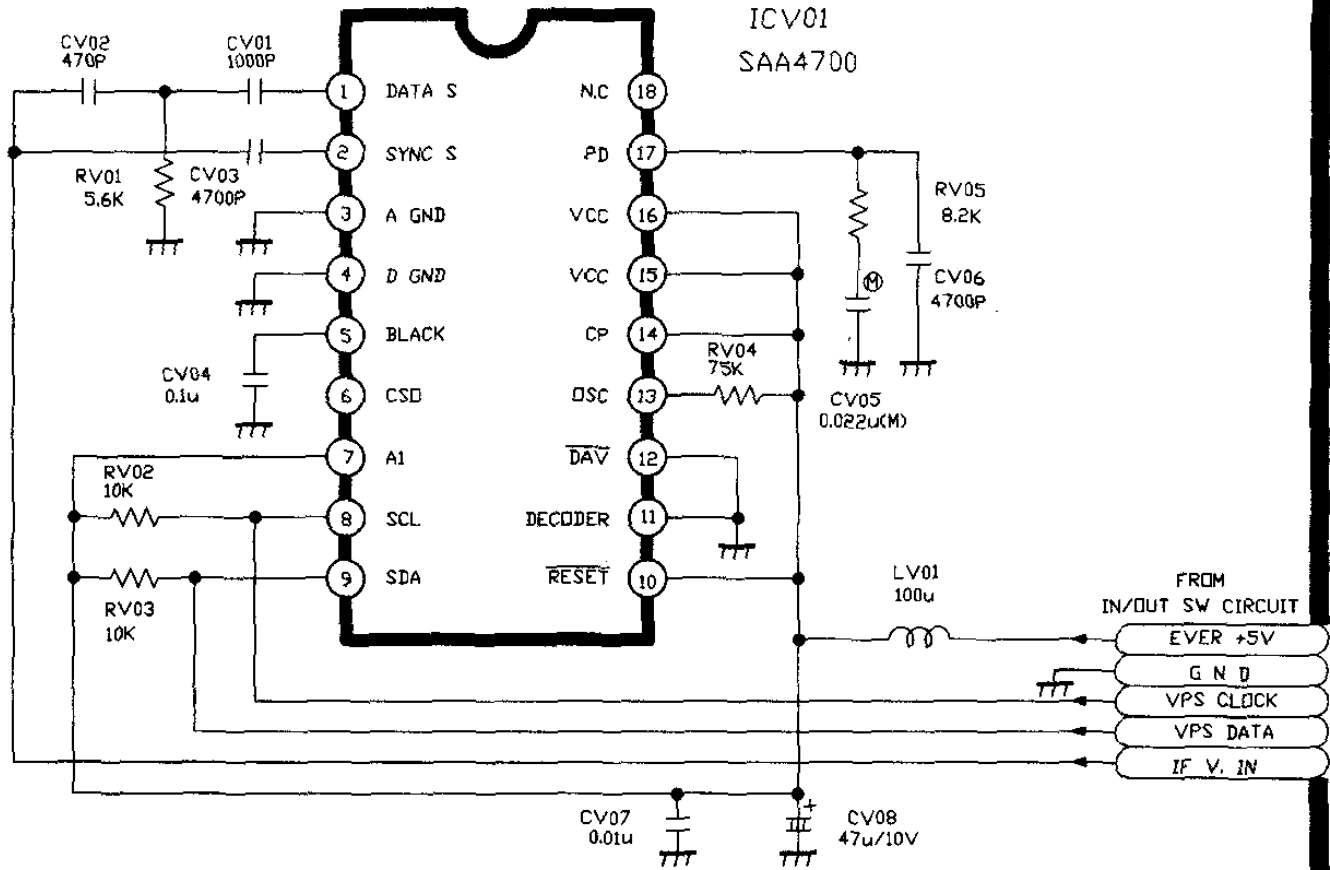 ICV01
SAA4700
CV02
470P
CV01
1000P
1 DATA S
N.C 18
2 SYNC S
PD 17
RV01
5.6K
CV03
4700P
RV05
8.2K
3 A GND
VCC 16
4 D GND
VCC 15
M
CV06
4700P
5 BLACK
CP 14
RV04
75K
CV04
0.1u
6 CSO
OSC 13
CV05
0.022u(M)
7 A1
DAV 12
RV02
10K
8 SCL
DECODER 11
9 SDA
RESET 10
RV03
10K
LV01
100u
FROM
IN/OUT SW CIRCUIT
EVER +5V
G N D
VPS CLOCK
VPS DATA
IF V. IN
CV07
0.01u
+
CV08
47u/10V